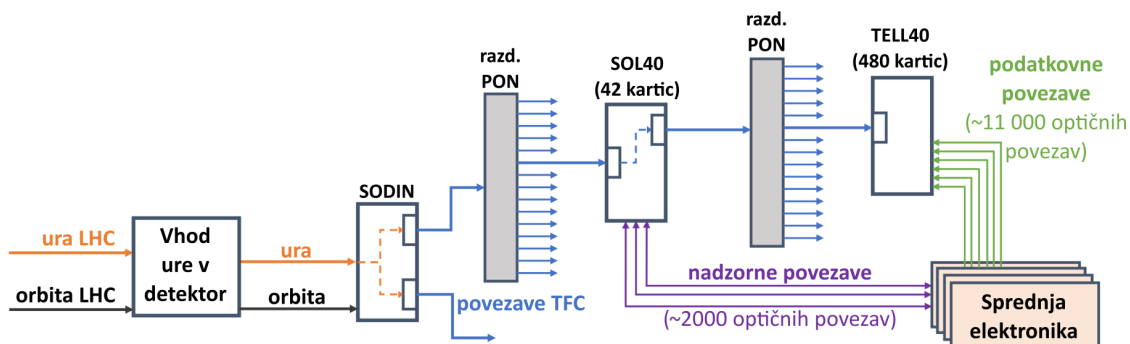 ura LHC
orbita LHC
Vhod
ure v
detektor
ura
orbita
SODIN
povezave TFC
razd.
PON
SOL40
(42 kartic)
razd.
PON
TELL40
(480 kartic)
podatkovne
povezave
(~11 000 optičnih
povezav)
nadzorne povezave
(~2000 optičnih povezav)
Sprednja
elektronika